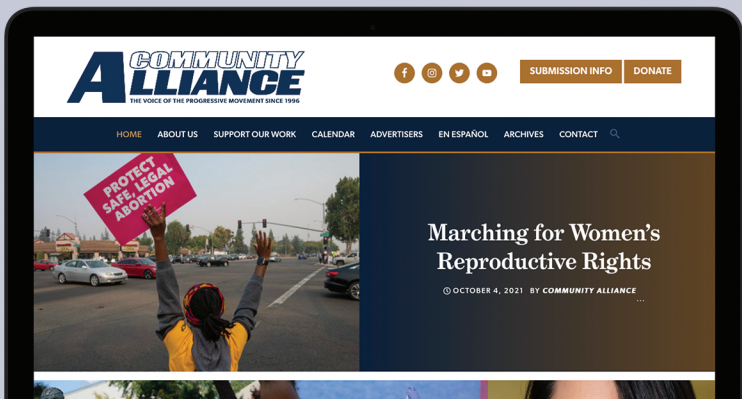 COMMUNITY
ALLIANCE
THE VOICE OF THE PROGRESSIVE MOVEMENT SINCE 1996
SUBMISSION INFO
DONATE
HOME
ABOUT US
SUPPORT OUR WORK
CALENDAR
ADVERTISERS
EN ESPAÑOL
ARCHIVES
CONTACT
PROTECT
SAFE, LEGAL
ABORTION
Marching for Women's
Reproductive Rights
OCTOBER 4, 2021 BY COMMUNITY ALLIANCE
...